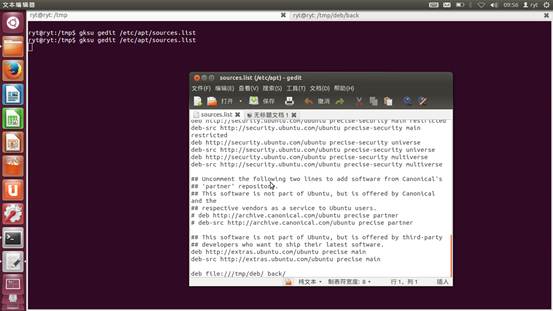 文本编辑器
09:56
ryt
ryt@ryt: /tmp
ryt@ryt: /tmp/deb/back
ryt@ryt:/tmp$ gksu gedit /etc/apt/sources.list
ryt@ryt:/tmp$ gksu gedit /etc/apt/sources.list
sources.list (/etc/apt) - gedit
文件(F) 编辑(E) 查看(V) 搜索(S) 工具(T) 文档(D) 帮助(H)
打开 保存 撤消
sources.list 无标题文档 1
deb http://security.ubuntu.com/ubuntu precise-security main restricted
deb-src http://security.ubuntu.com/ubuntu precise-security main
restricted
deb http://security.ubuntu.com/ubuntu precise-security universe
deb-src http://security.ubuntu.com/ubuntu precise-security universe
deb http://security.ubuntu.com/ubuntu precise-security multiverse
deb-src http://security.ubuntu.com/ubuntu precise-security multiverse
## Uncomment the following two lines to add software from Canonical's
## 'partner' repository.
## This software is not part of Ubuntu, but is offered by Canonical
and the
## respective vendors as a service to Ubuntu users.
# deb http://archive.canonical.com/ubuntu precise partner
# deb-src http://archive.canonical.com/ubuntu precise partner
## This software is not part of Ubuntu, but is offered by third-party
## developers who want to ship their latest software.
deb http://extras.ubuntu.com/ubuntu precise main
deb-src http://extras.ubuntu.com/ubuntu precise main
deb file:///tmp/deb/ back/
纯文本 制表符宽度: 8 行 1, 列 1 插入